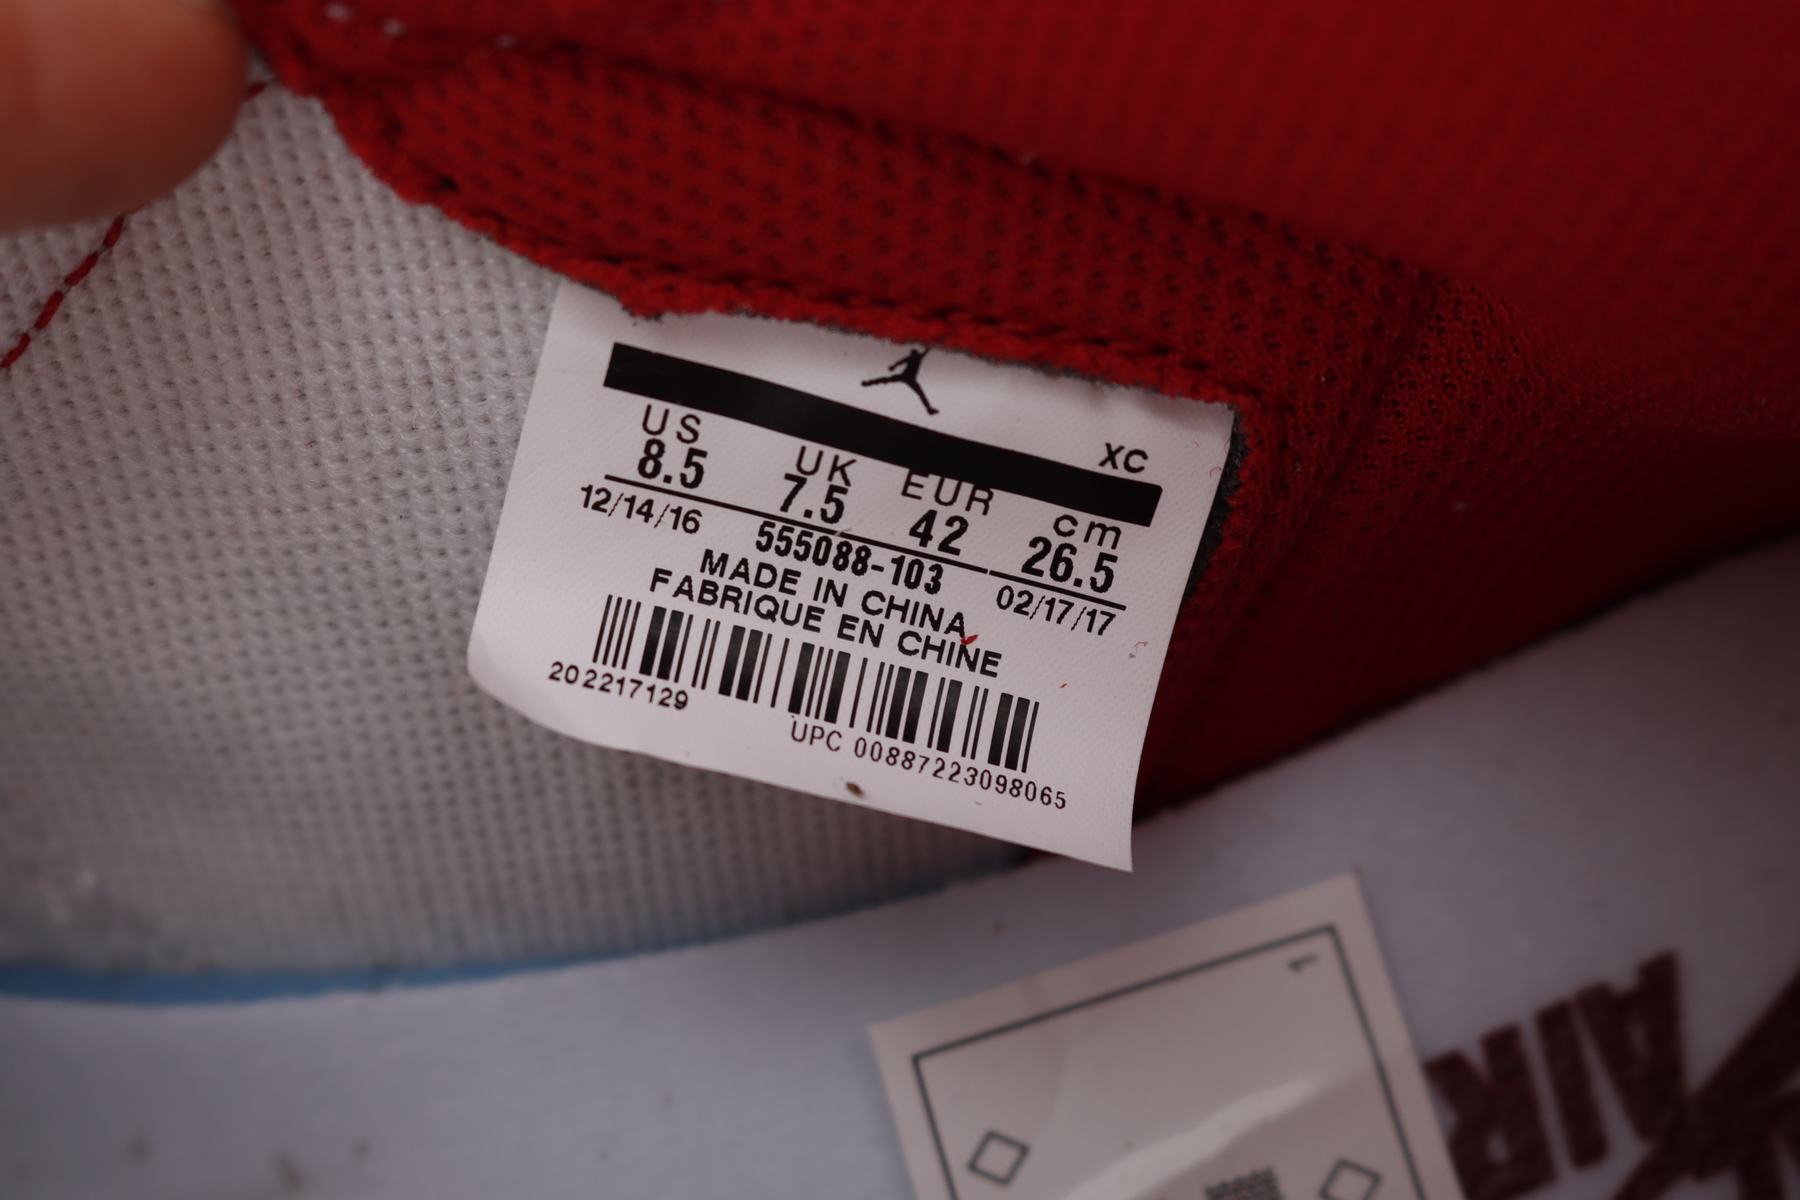 XC
US UK EUR cm
8.5 7.5 42 26.5
12/14/16 555088-103 02/17/17
MADE IN CHINA
FABRIQUE EN CHINE
202217129
UPC 00887223098065
1
AIR